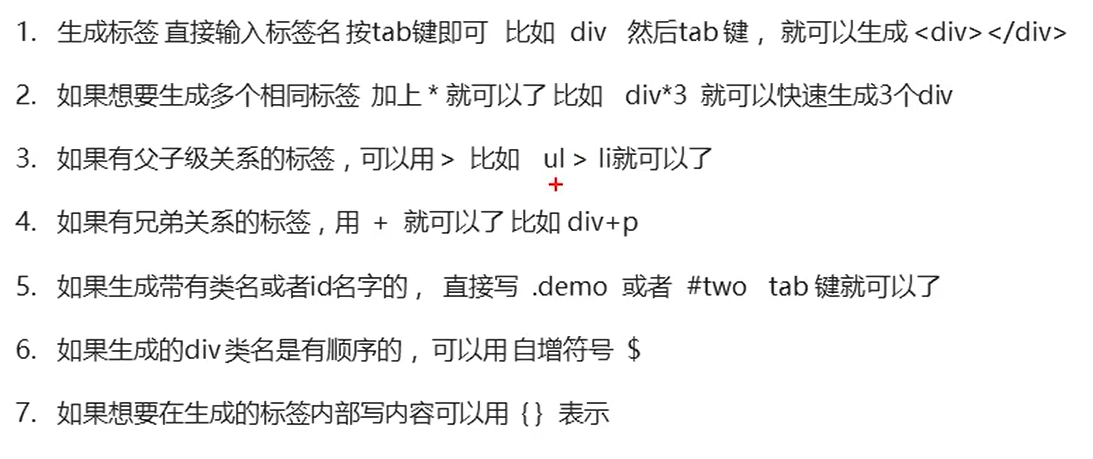 1. 生成标签 直接输入标签名 按tab键即可 比如 div 然后tab 键， 就可以生成 <div></div>
2. 如果想要生成多个相同标签 加上 * 就可以了 比如 div*3 就可以快速生成3个div
3. 如果有父子级关系的标签，可以用 > 比如 ul > li就可以了
4. 如果有兄弟关系的标签，用 + 就可以了 比如 div+p
5. 如果生成带有类名或者id名字的， 直接写 .demo 或者 #two tab 键就可以了
6. 如果生成的div 类名是有顺序的， 可以用 自增符号 $
7. 如果想要在生成的标签内部写内容可以用 { } 表示